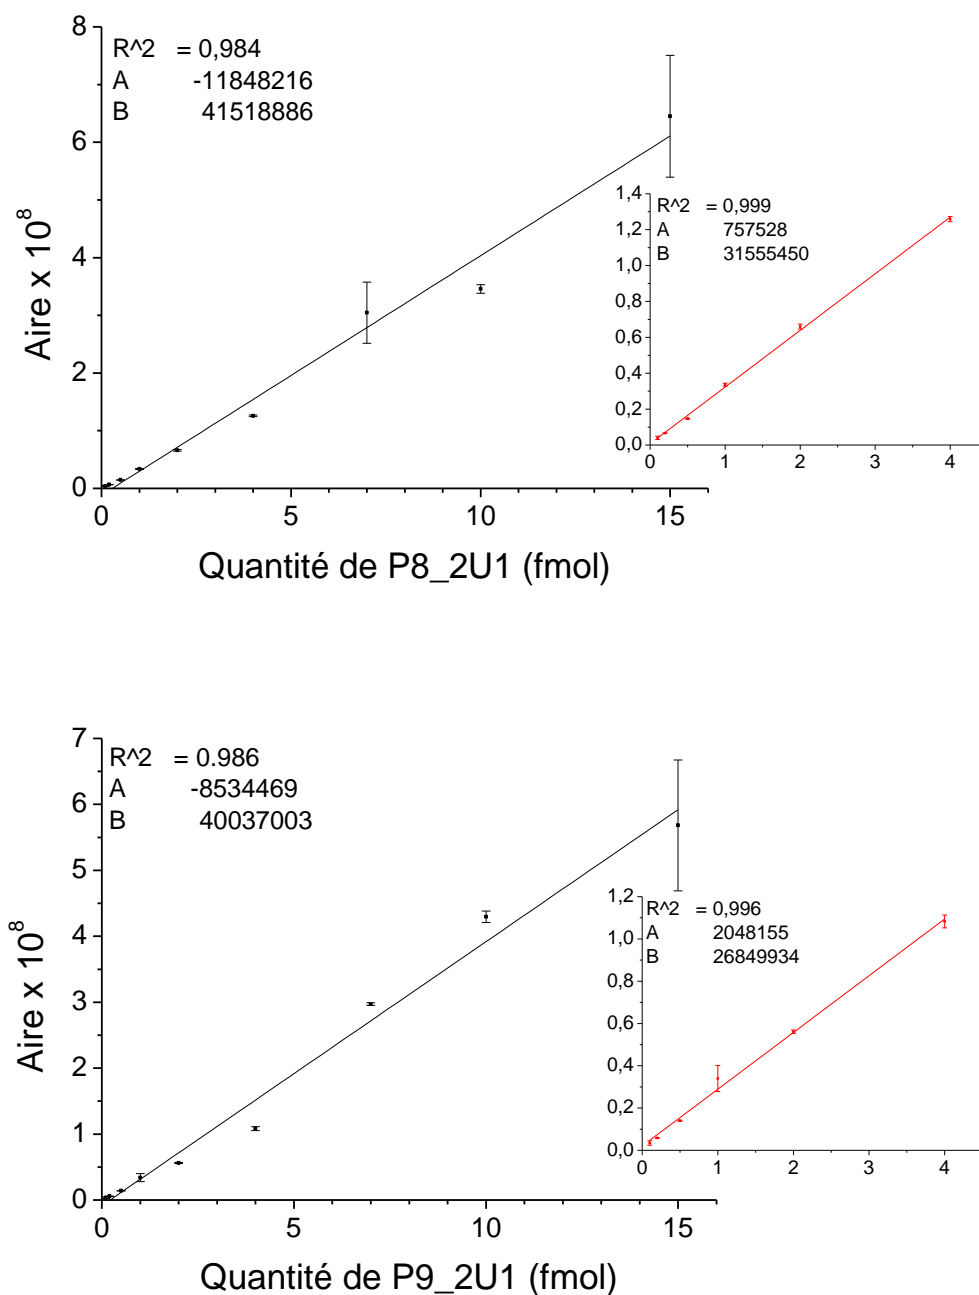 8
6
4
2
0
Aire x 10^8
R^2 = 0,984
A -11848216
B 41518886
1,4
1,2
1,0
0,8
0,6
0,4
0,2
0,0
R^2 = 0,999
A 757528
B 31555450
0 1 2 3 4
0 5 10 15
Quantité de P8_2U1 (fmol)
7
6
5
4
3
2
1
0
Aire x 10^8
R^2 = 0.986
A -8534469
B 40037003
1,2
1,0
0,8
0,6
0,4
0,2
0,0
R^2 = 0,996
A 2048155
B 26849934
0 1 2 3 4
0 5 10 15
Quantité de P9_2U1 (fmol)